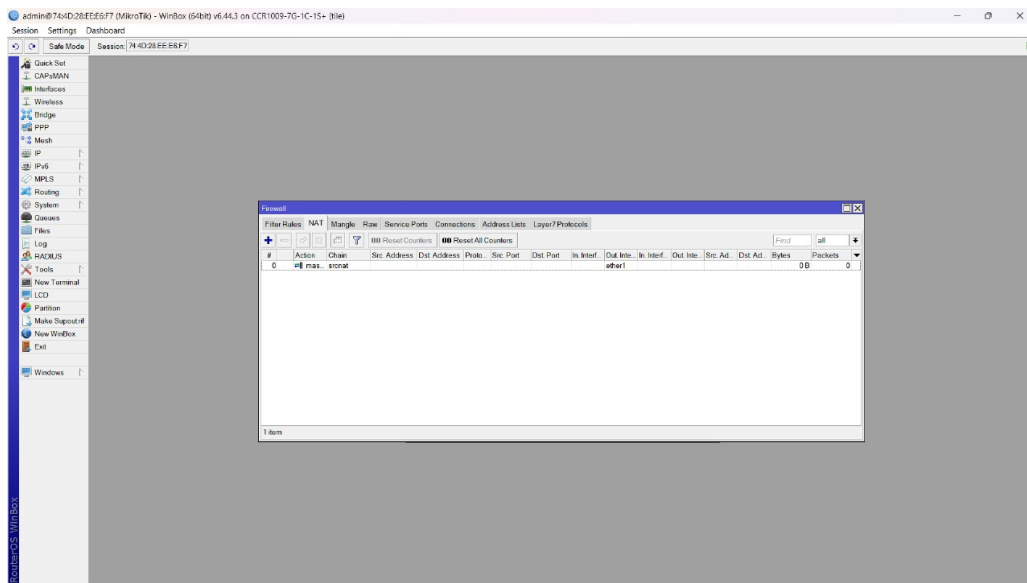 admin@74:4D:28:EE:E6:F7 (MikroTik) - WinBox (64bit) v6.44.3 on CCR1009-7G-1C-1S+ (tile)
Session Settings Dashboard
Safe Mode Session: 74:4D:28:EE:E6:F7
Quick Set
CAPsMAN
Interfaces
Wireless
Bridge
PPP
Mesh
IP
IPv6
MPLS
Routing
System
Queues
Files
Log
RADIUS
Tools
New Terminal
LCD
Partition
Make Supout.rif
New WinBox
Exit
Windows
RouterOS WinBox
Firewall
Filter Rules NAT Mangle Raw Service Ports Connections Address Lists Layer7 Protocols
00 Reset Counters 00 Reset All Counters Find all
# Action Chain Src. Address Dst. Address Proto... Src. Port Dst. Port In. Interf... Out. Inte... In. Interf... Out. Inte... Src. Ad... Dst. Ad... Bytes Packets
0 mas... srcnat ether1 0 B 0
1 item